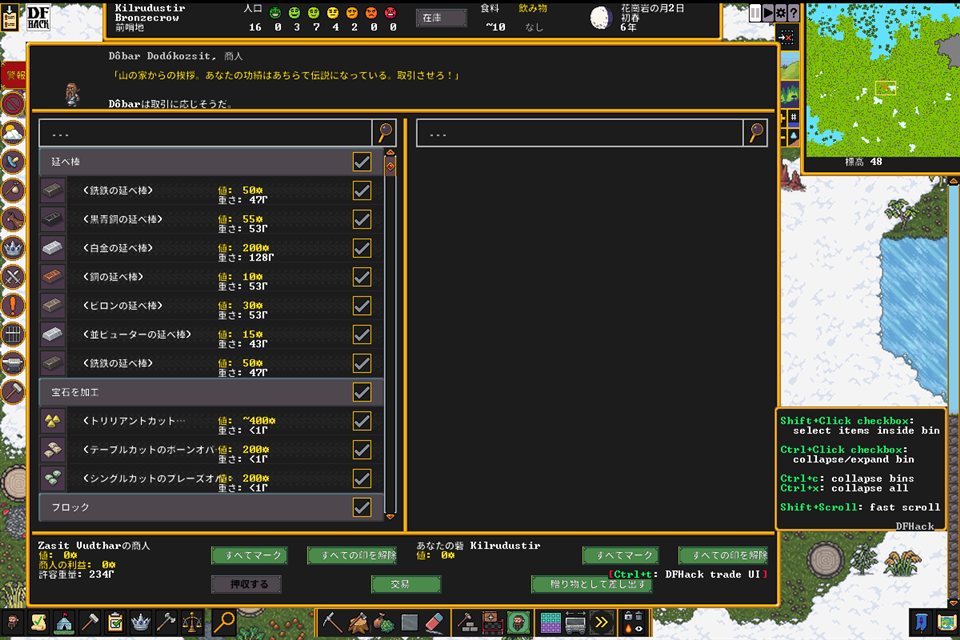 DF
HACK
Kilrudustir
Bronzecrow
前哨地
人口
16 0 3 7 4 2 0 0
在庫
食料
~10
飲み物
なし
花崗岩の月2日
初春
6年
警報
標高 48
Dôbar Dodókozsit, 商人
「山の家からの挨拶。あなたの功績はあちらで伝説になっている。取引させろ！」
Dôbarは取引に応じそうだ。
...
...
延べ棒
<銑鉄の延べ棒> 値: 50☼
重さ: 47Γ
<黒青銅の延べ棒> 値: 55☼
重さ: 53Γ
<白金の延べ棒> 値: 200☼
重さ: 128Γ
<銅の延べ棒> 値: 10☼
重さ: 53Γ
<ビロンの延べ棒> 値: 30☼
重さ: 53Γ
<並ピューターの延べ棒> 値: 15☼
重さ: 43Γ
<銑鉄の延べ棒> 値: 50☼
重さ: 47Γ
宝石を加工
<トリリアントカット… 値: ~400☼
重さ: <1Γ
<テーブルカットのボーンオパ 値: 200☼
重さ: <1Γ
<シングルカットのプレーズオパ 値: 200☼
重さ: <1Γ
ブロック
Zasit Vudtharの商人
値: 0☼
商人の利益: 0☼
許容重量: 234Γ
すべてマーク
すべての印を解除
押収する
交易
あなたの砦 Kilrudustir
値: 0☼
すべてマーク
すべての印を解除
[Ctrl+t: DFHack trade UI]
贈り物として差し出す
Shift+Click checkbox:
select items inside bin
Ctrl+Click checkbox:
collapse/expand bin
Ctrl+c: collapse bins
Ctrl+x: collapse all
Shift+Scroll: fast scroll
DFHack